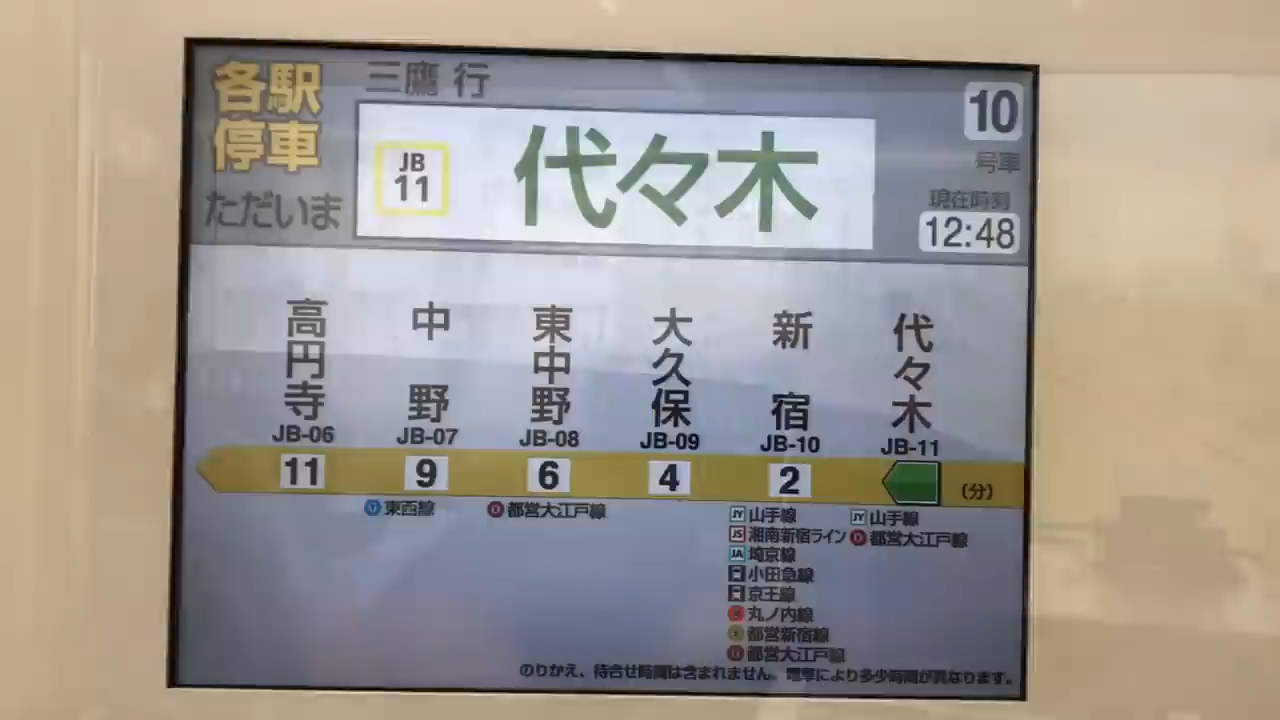 各駅停車
三鷹 行
10
号車
ただいま
JB 11
代々木
現在時刻
12:48
高円寺
中野
東中野
大久保
新宿
代々木
JB-06
JB-07
JB-08
JB-09
JB-10
JB-11
11
9
6
4
2
(分)
東西線
都営大江戸線
JY 山手線
JS 湘南新宿ライン
JA 埼京線
小田急線
京王線
丸ノ内線
都営新宿線
都営大江戸線
JY 山手線
都営大江戸線
のりかえ、待合せ時間は含まれません。電車により多少時間が異なります。